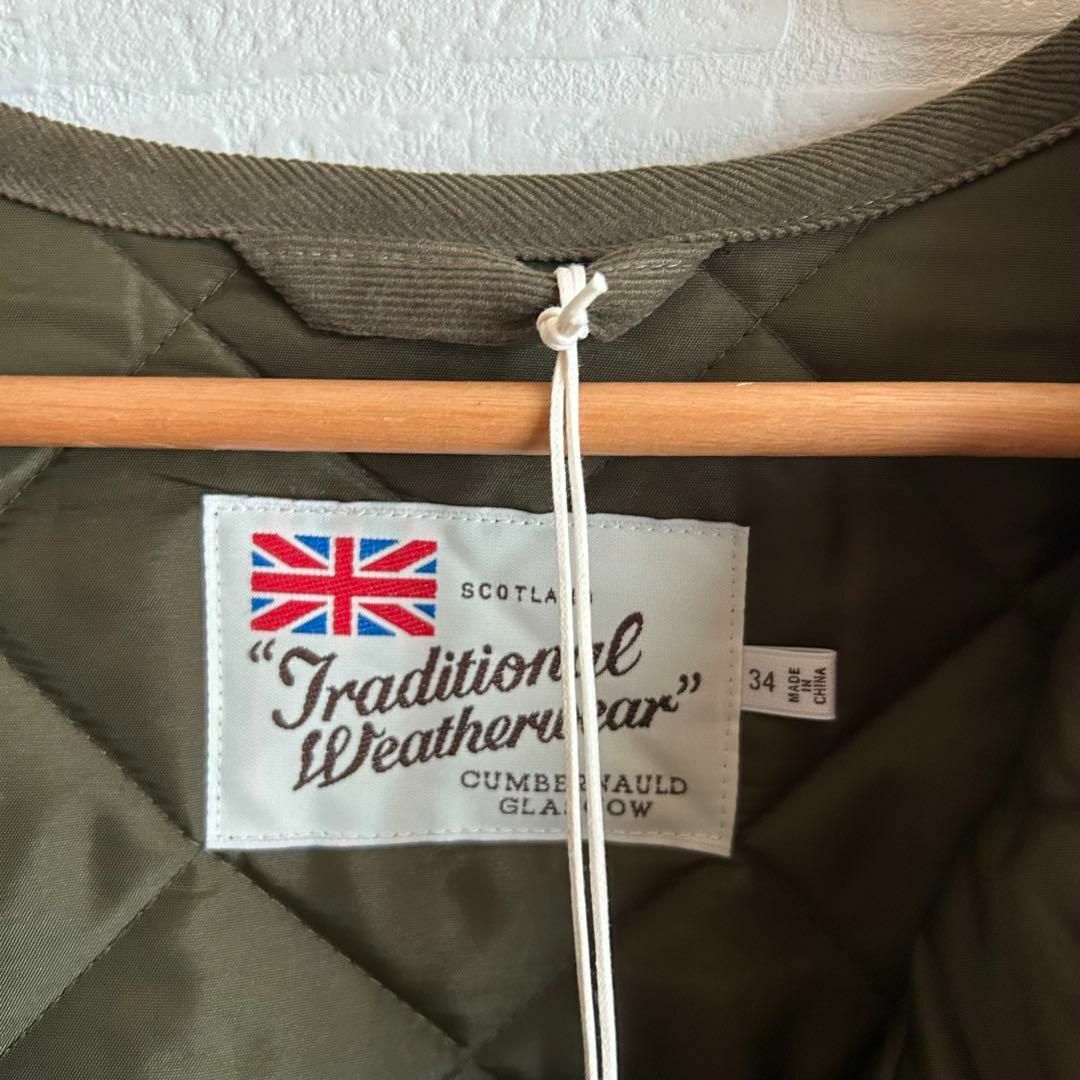 SCOTLAND
"Traditional
Weatherwear"
CUMBERNAULD
GLASGOW
34
MADE
IN
CHINA